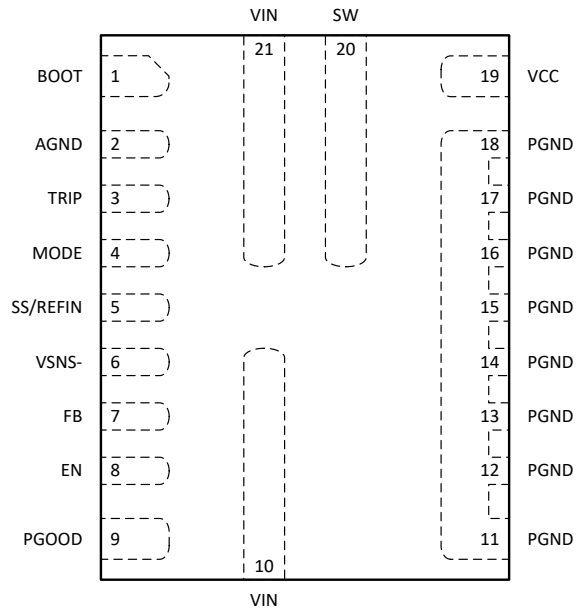 VIN SW
21 20
BOOT 1 19 VCC
AGND 2 18 PGND
TRIP 3 17 PGND
MODE 4 16 PGND
SS/REFIN 5 15 PGND
VSNS- 6 14 PGND
FB 7 13 PGND
EN 8 12 PGND
PGOOD 9 11 PGND
10
VIN